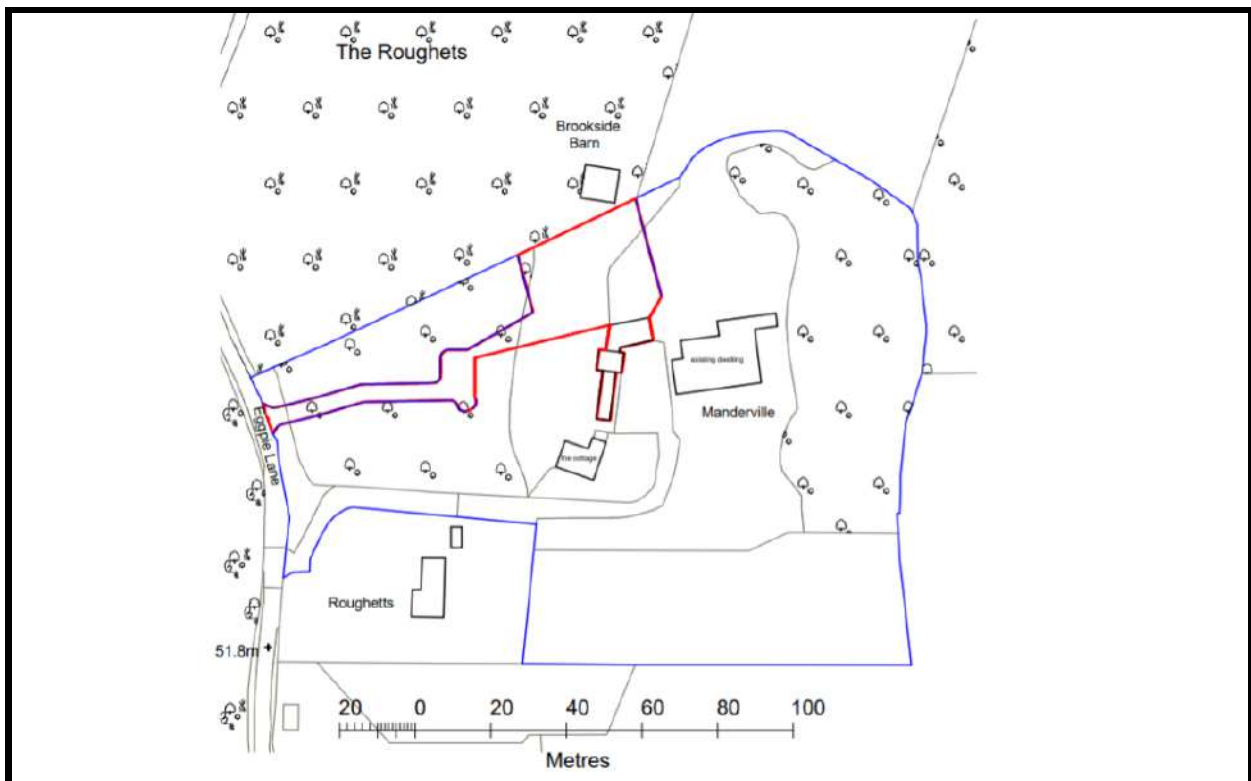 The Roughets
Brookside
Barn
existing dwelling
Manderville
Eggpie Lane
the cottage
Roughetts
51.8m
20 0 20 40 60 80 100
Metres